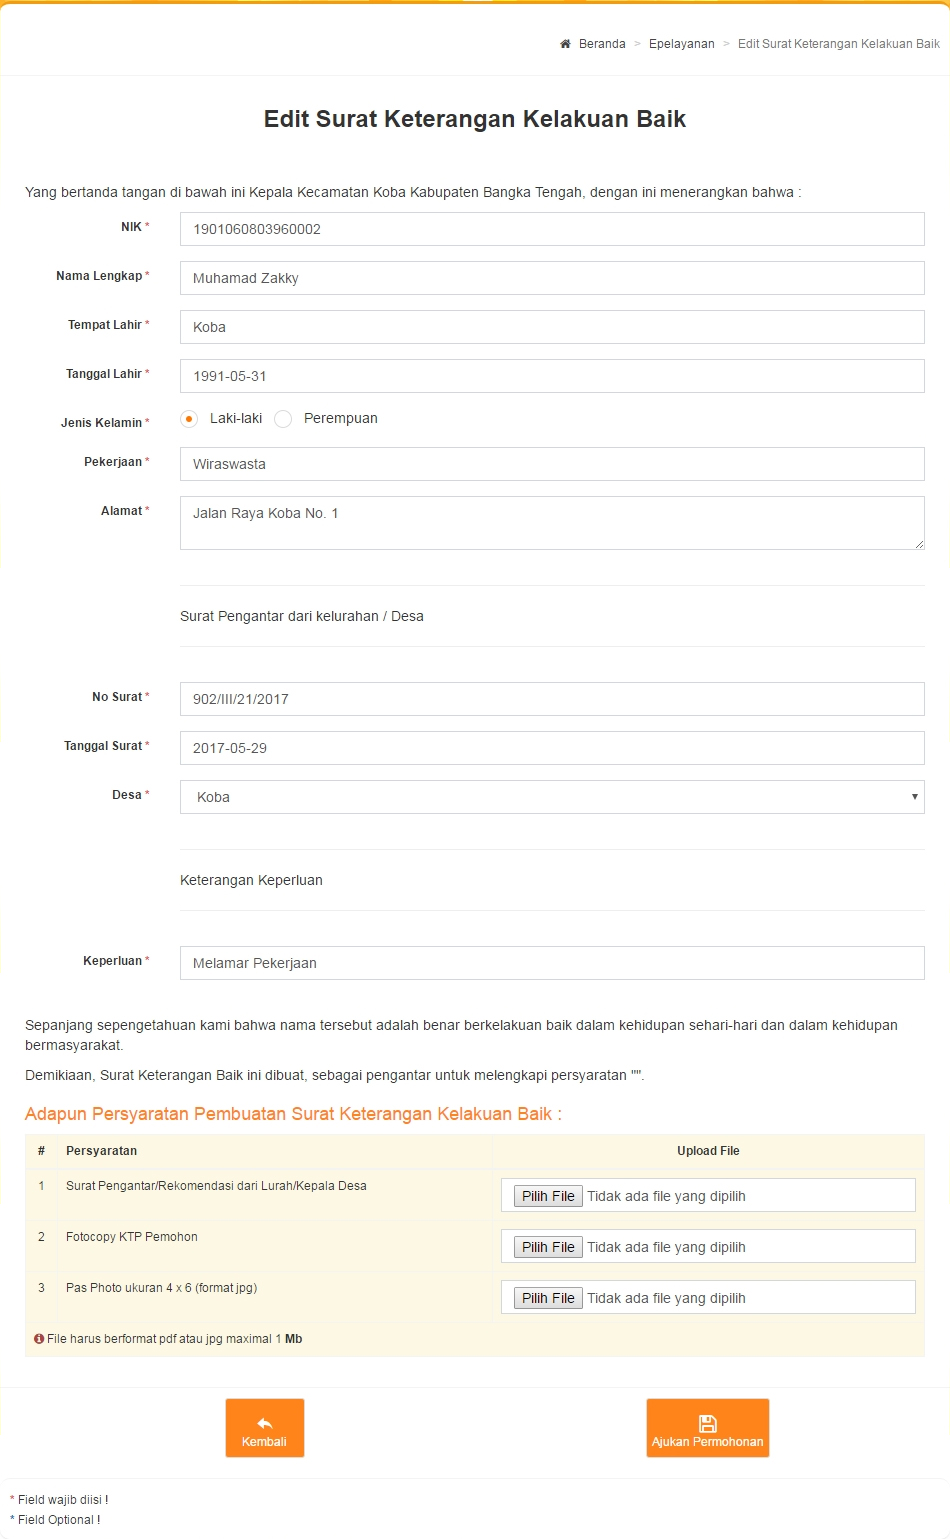 Beranda > Epelayanan > Edit Surat Keterangan Kelakuan Baik
Edit Surat Keterangan Kelakuan Baik
Yang bertanda tangan di bawah ini Kepala Kecamatan Koba Kabupaten Bangka Tengah, dengan ini menerangkan bahwa :
NIK * 1901060803960002
Nama Lengkap * Muhamad Zakky
Tempat Lahir * Koba
Tanggal Lahir * 1991-05-31
Jenis Kelamin * Laki-laki Perempuan
Pekerjaan * Wiraswasta
Alamat * Jalan Raya Koba No. 1
Surat Pengantar dari kelurahan / Desa
No Surat * 902/III/21/2017
Tanggal Surat * 2017-05-29
Desa * Koba
Keterangan Keperluan
Keperluan * Melamar Pekerjaan
Sepanjang sepengetahuan kami bahwa nama tersebut adalah benar berkelakuan baik dalam kehidupan sehari-hari dan dalam kehidupan
bermasyarakat.
Demikiaan, Surat Keterangan Baik ini dibuat, sebagai pengantar untuk melengkapi persyaratan "".
Adapun Persyaratan Pembuatan Surat Keterangan Kelakuan Baik :
# Persyaratan Upload File
1 Surat Pengantar/Rekomendasi dari Lurah/Kepala Desa Pilih File Tidak ada file yang dipilih
2 Fotocopy KTP Pemohon Pilih File Tidak ada file yang dipilih
3 Pas Photo ukuran 4 x 6 (format jpg) Pilih File Tidak ada file yang dipilih
File harus berformat pdf atau jpg maximal 1 Mb
Kembali Ajukan Permohonan
* Field wajib diisi !
* Field Optional !